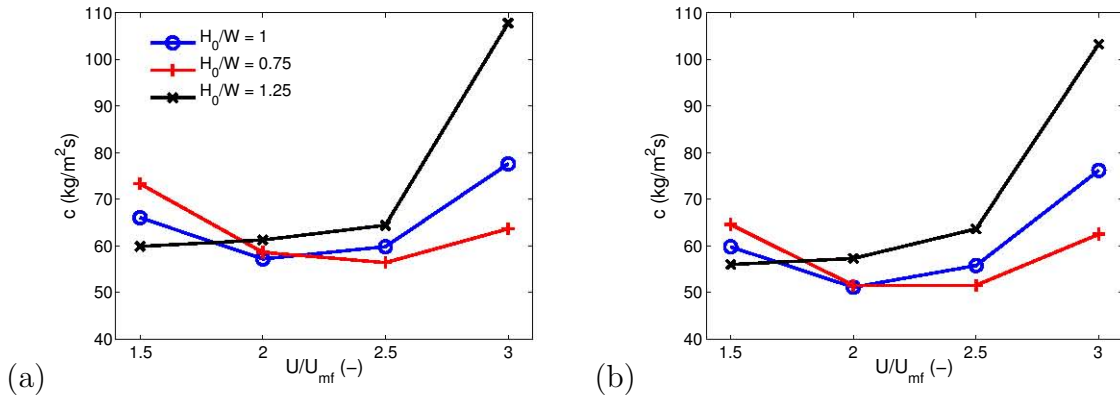 110
100
90
80
70
60
50
40
c (kg/m²s)
H₀/W = 1
H₀/W = 0.75
H₀/W = 1.25
1.5 2 2.5 3
U/Uₘf (−)
(a)
110
100
90
80
70
60
50
40
c (kg/m²s)
1.5 2 2.5 3
U/Uₘf (−)
(b)